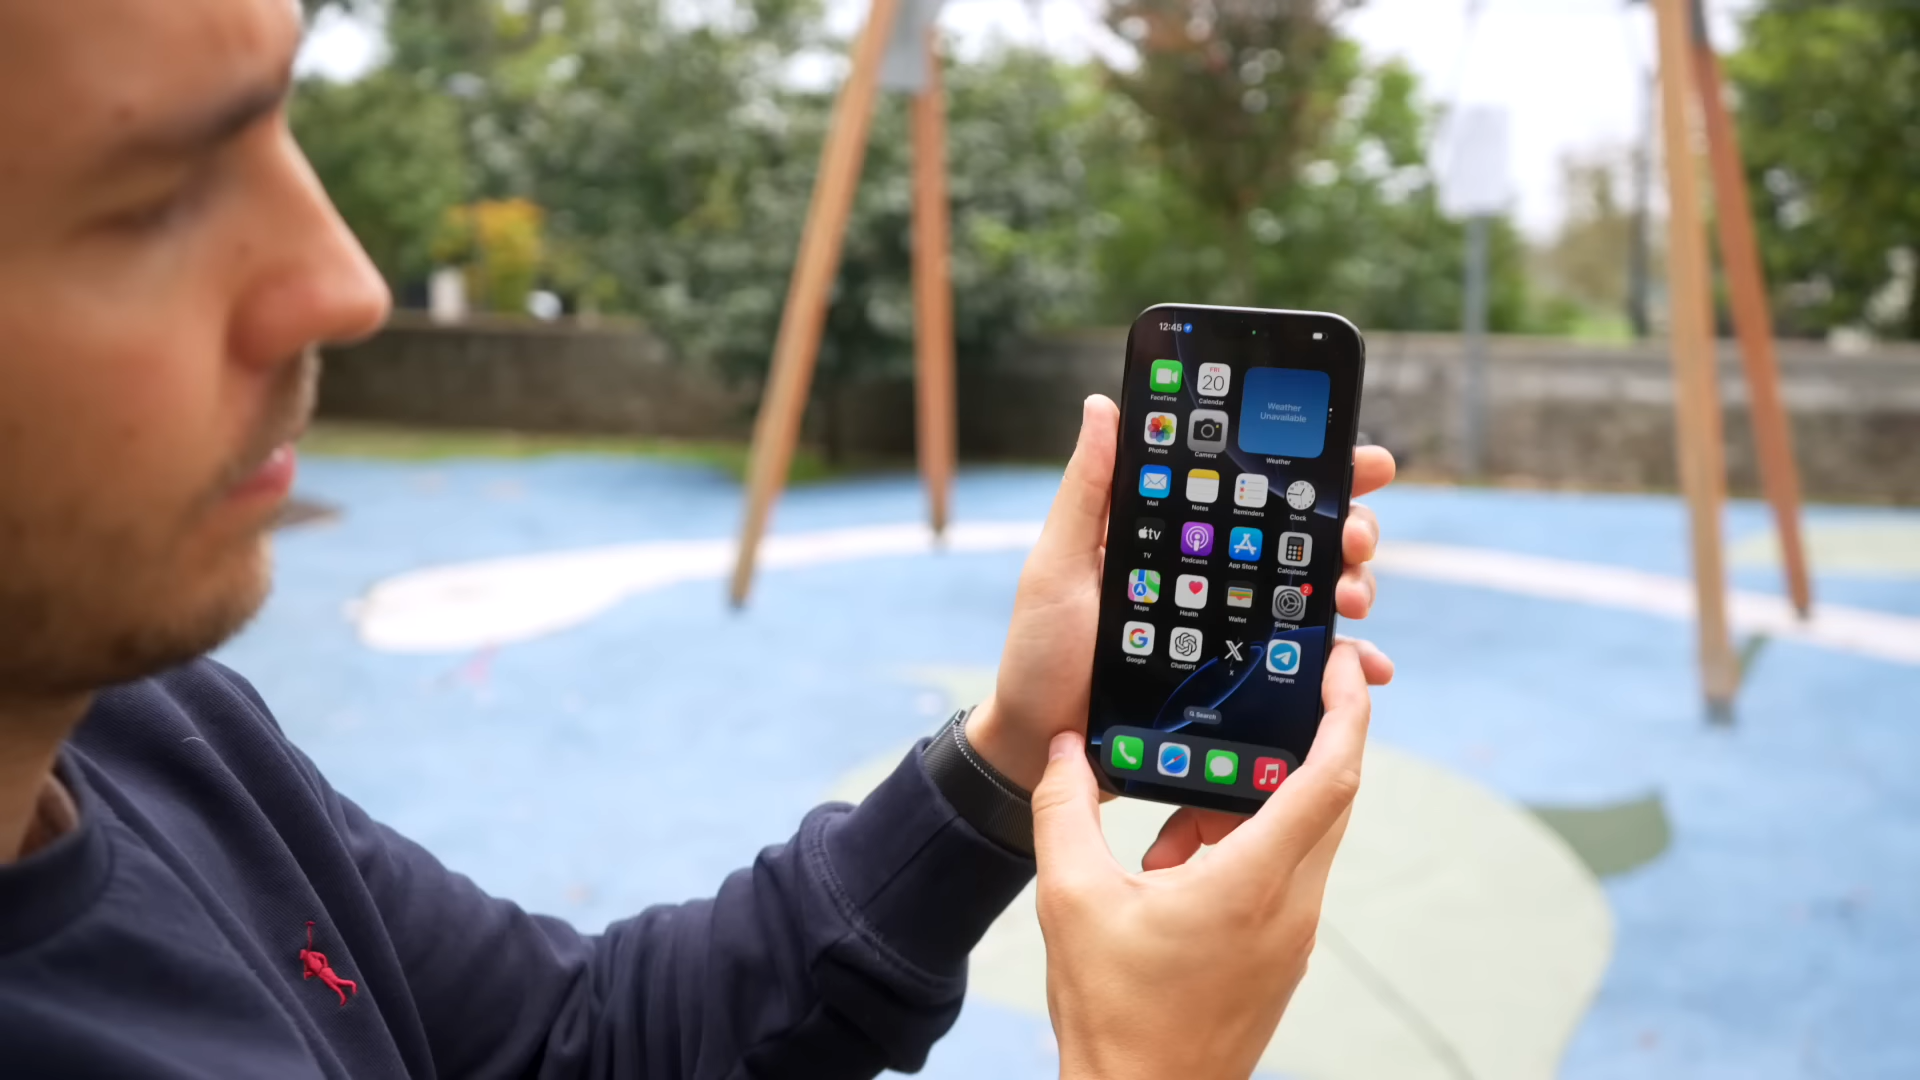 12:45
FRI
20
FaceTime
Calendar
Weather
Unavailable
Photos
Camera
Weather
Mail
Notes
Reminders
Clock
tv
TV
Podcasts
App Store
Calculator
Maps
Health
Wallet
2
Settings
Google
ChatGPT
X
Telegram
Search